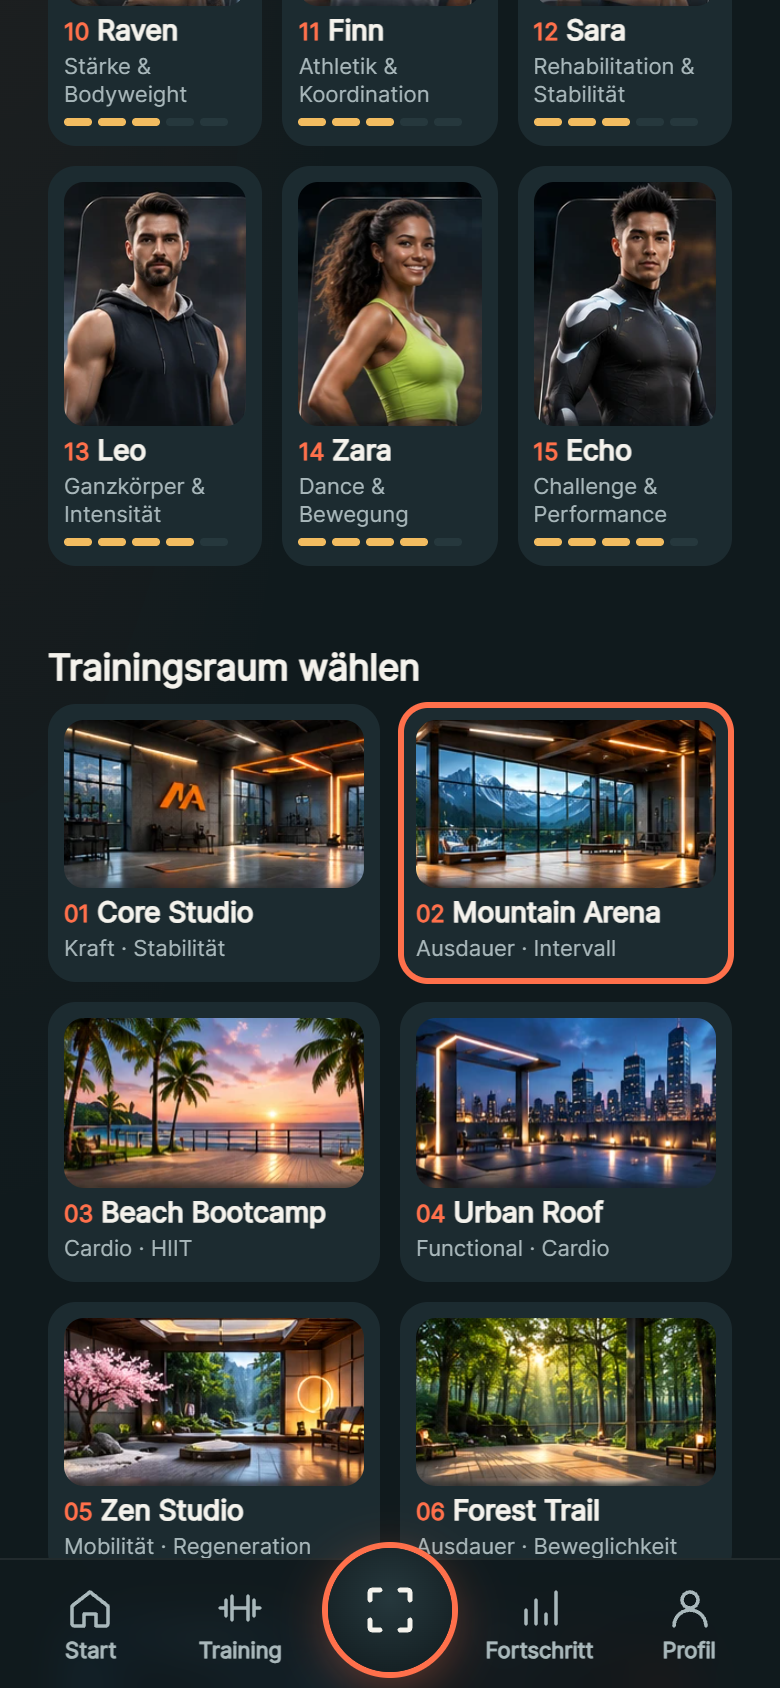 10 Raven
Stärke &
Bodyweight
11 Finn
Athletik &
Koordination
12 Sara
Rehabilitation &
Stabilität
13 Leo
Ganzkörper &
Intensität
14 Zara
Dance &
Bewegung
15 Echo
Challenge &
Performance
Trainingsraum wählen
01 Core Studio
Kraft · Stabilität
02 Mountain Arena
Ausdauer · Intervall
03 Beach Bootcamp
Cardio · HIIT
04 Urban Roof
Functional · Cardio
05 Zen Studio
Mobilität · Regeneration
06 Forest Trail
Ausdauer · Beweglichkeit
Start
Training
Fortschritt
Profil